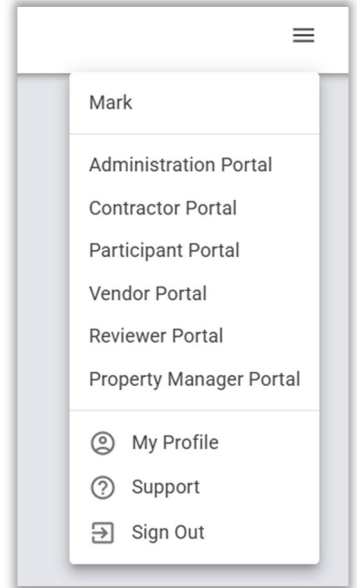 Mark
Administration Portal
Contractor Portal
Participant Portal
Vendor Portal
Reviewer Portal
Property Manager Portal
My Profile
Support
Sign Out